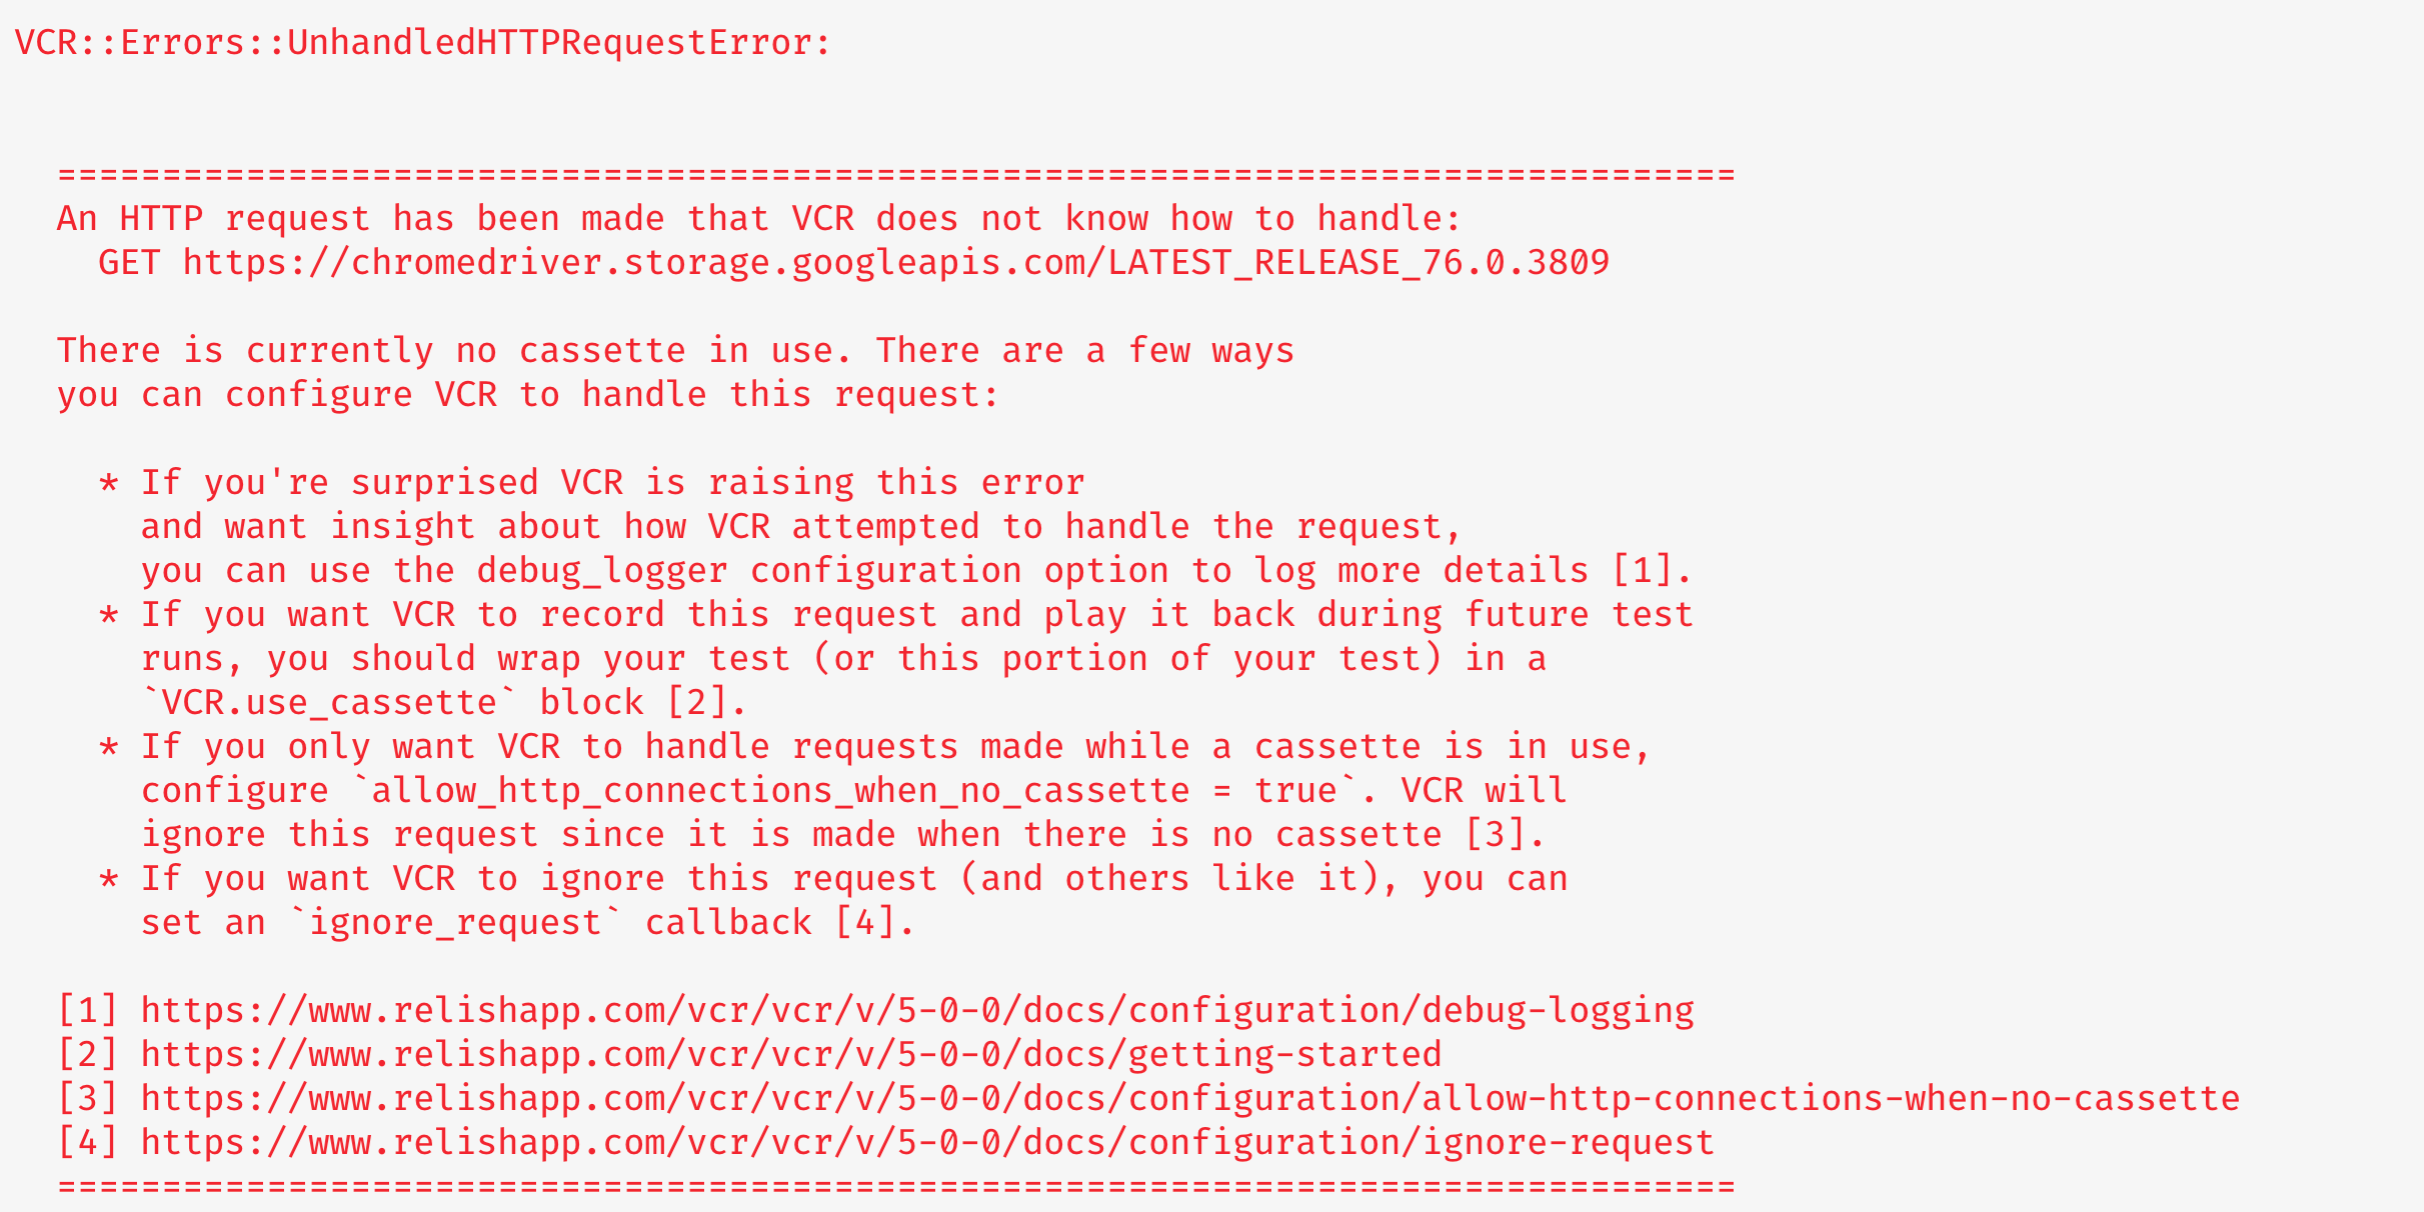 VCR::Errors::UnhandledHTTPRequestError:
================================================================================
An HTTP request has been made that VCR does not know how to handle:
GET https://chromedriver.storage.googleapis.com/LATEST_RELEASE_76.0.3809
There is currently no cassette in use. There are a few ways
you can configure VCR to handle this request:
* If you're surprised VCR is raising this error
and want insight about how VCR attempted to handle the request,
you can use the debug_logger configuration option to log more details [1].
* If you want VCR to record this request and play it back during future test
runs, you should wrap your test (or this portion of your test) in a
`VCR.use_cassette` block [2].
* If you only want VCR to handle requests made while a cassette is in use,
configure `allow_http_connections_when_no_cassette = true`. VCR will
ignore this request since it is made when there is no cassette [3].
* If you want VCR to ignore this request (and others like it), you can
set an `ignore_request` callback [4].
[1] https://www.relishapp.com/vcr/vcr/v/5-0-0/docs/configuration/debug-logging
[2] https://www.relishapp.com/vcr/vcr/v/5-0-0/docs/getting-started
[3] https://www.relishapp.com/vcr/vcr/v/5-0-0/docs/configuration/allow-http-connections-when-no-cassette
[4] https://www.relishapp.com/vcr/vcr/v/5-0-0/docs/configuration/ignore-request
================================================================================